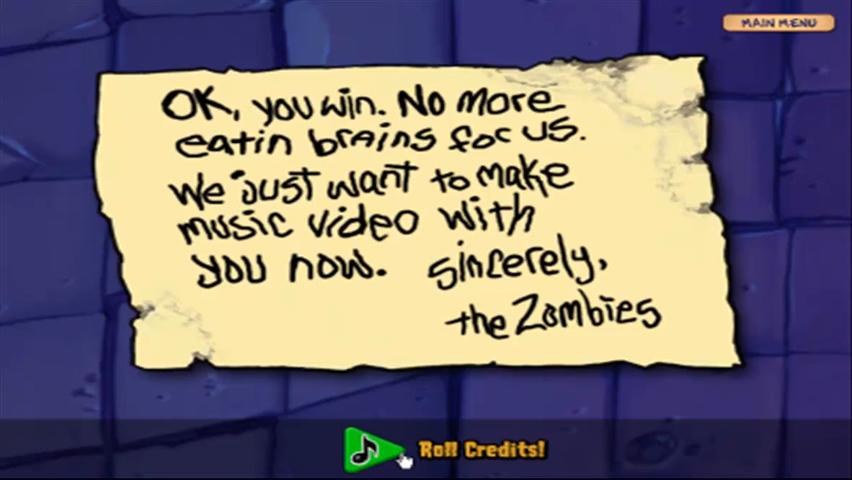 MAIN MENU
OK, you win. No more
eatin brains for us.
We just want to make
music video with
you now. sincerely,
the Zombies
Roll Credits!